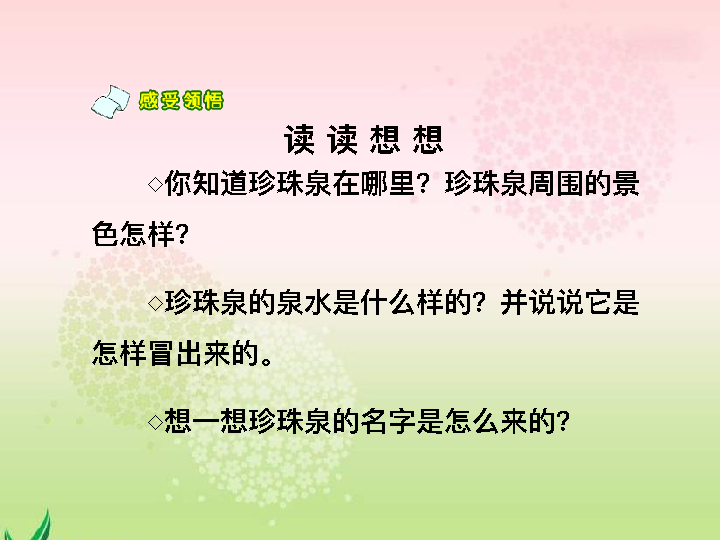 感受领悟
读读想想
◇你知道珍珠泉在哪里？珍珠泉周围的景
色怎样？
◇珍珠泉的泉水是什么样的？并说说它是
怎样冒出来的。
◇想一想珍珠泉的名字是怎么来的？